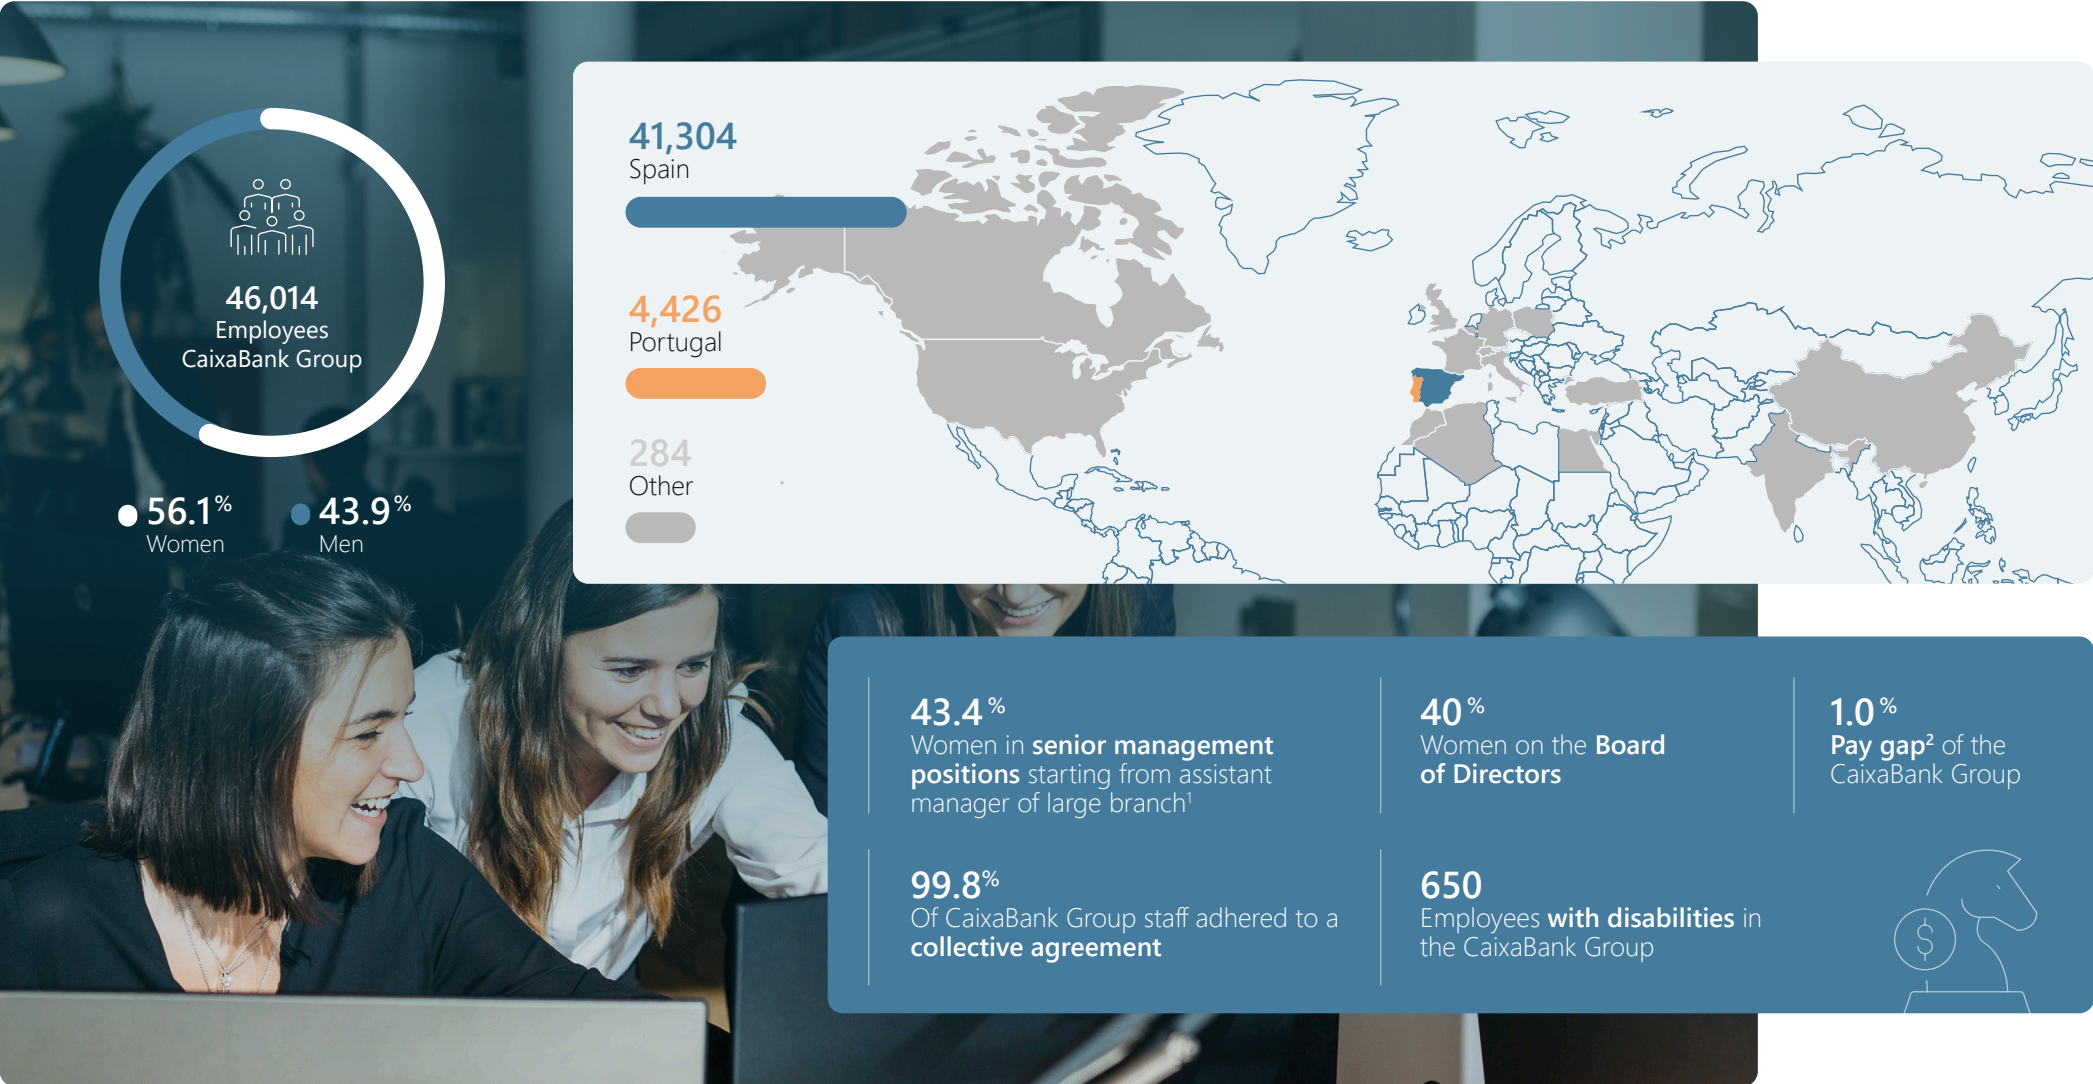 46,014
Employees
CaixaBank Group
56.1%
Women
43.9%
Men
41,304
Spain
4,426
Portugal
284
Other
43.4%
Women in senior management
positions starting from assistant
manager of large branch¹
40%
Women on the Board
of Directors
1.0%
Pay gap² of the
CaixaBank Group
99.8%
Of CaixaBank Group staff adhered to a
collective agreement
650
Employees with disabilities in
the CaixaBank Group
$